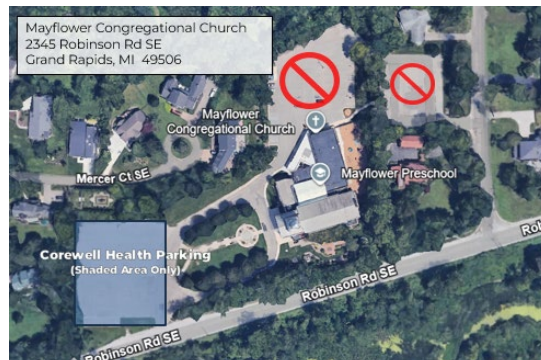 Mayflower Congregational Church
2345 Robinson Rd SE
Grand Rapids, MI  49506
Mayflower
Congregational Church
Mayflower Preschool
Mercer Ct SE
Corewell Health Parking
(Shaded Area Only)
Robinson Rd SE
Rob
Robinson Rd SE